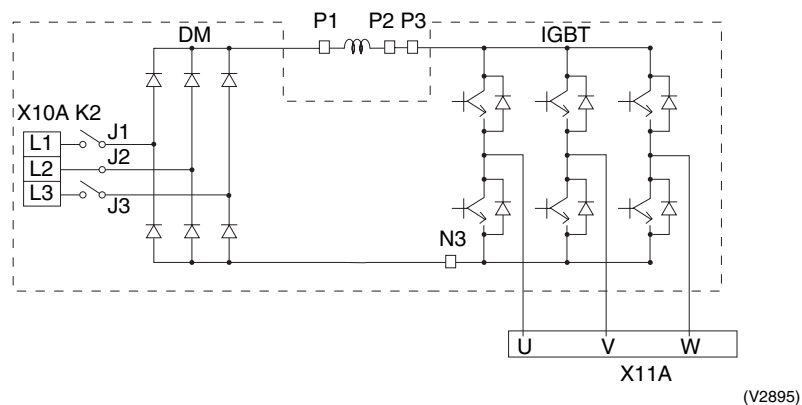 P1 P2 P3
DM IGBT
X10A K2
L1 J1
L2 J2
L3 J3
N3
U V W
X11A
(V2895)